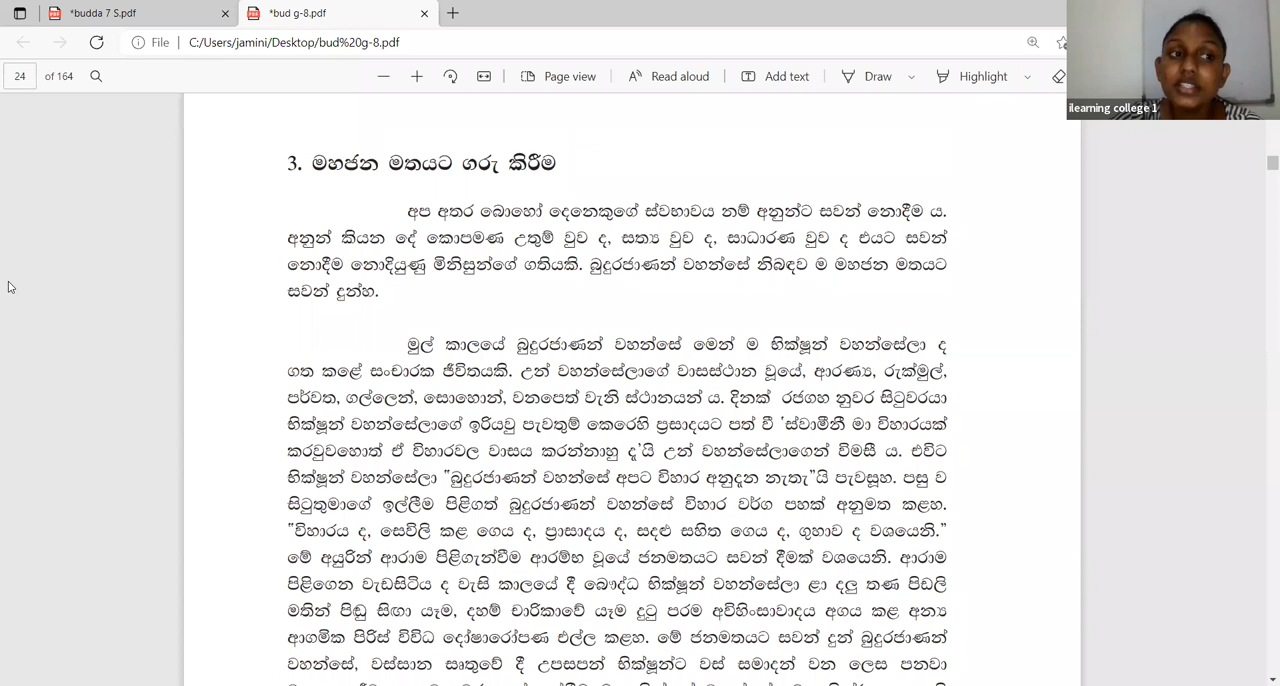 *budda 7 S.pdf
*bud g-8.pdf
File C:/Users/jamini/Desktop/bud%20g-8.pdf
24 of 164 Page view Read aloud Add text Draw Highlight
ilearning college 1
3. මහජන මතයට ගරු කිරීම
අප අතර බොහෝ දෙනෙකුගේ ස්වභාවය නම් අනුන්ට සවන් නොදීම ය.
අනුන් කියන දේ කොපමණ උතුම් වුව ද, සත්‍ය වුව ද, සාධාරණ වුව ද එයට සවන්
නොදීම නොදියුණු මිනිසුන්ගේ ගතියකි. බුදුරජාණන් වහන්සේ නිබඳව ම මහජන මතයට
සවන් දුන්හ.
මුල් කාලයේ බුදුරජාණන් වහන්සේ මෙන් ම භික්ෂූන් වහන්සේලා ද
ගත කළේ සංචාරක ජීවිතයකි. උන් වහන්සේලාගේ වාසස්ථාන වූයේ, ආරණ්‍ය, රුක්මුල්,
පර්වත, ගල්ලෙන්, සොහොන්, වනපෙත් වැනි ස්ථානයන් ය. දිනක් රජගහ නුවර සිටුවරයා
භික්ෂූන් වහන්සේලාගේ ඉරියවු පැවතුම් කෙරෙහි ප්‍රසාදයට පත් වී 'ස්වාමීනි මා විහාරයක්
කරවුවහොත් ඒ විහාරවල වාසය කරන්නාහු ද'යි උන් වහන්සේලාගෙන් විමසී ය. එවිට
භික්ෂූන් වහන්සේලා "බුදුරජාණන් වහන්සේ අපට විහාර අනුදැන නැතැ"යි පැවසූහ. පසු ව
සිටුතුමාගේ ඉල්ලීම පිළිගත් බුදුරජාණන් වහන්සේ විහාර වර්ග පහක් අනුමත කළහ.
"විහාරය ද, සෙවිලි කළ ගෙය ද, ප්‍රාසාදය ද, සඳළු සහිත ගෙය ද, ගුහාව ද වශයෙනි."
මේ අයුරින් ආරාම පිළිගැන්වීම ආරම්භ වූයේ ජනමතයට සවන් දීමක් වශයෙනි. ආරාම
පිළිගෙන වැඩසිටිය ද වැසි කාලයේ දී බෞද්ධ භික්ෂූන් වහන්සේලා ළා දලු තණ පිඩලි
මතින් පිඬු සිඟා යෑම, දහම් චාරිකාවේ යෑම දුටු පරම අවිහිංසාවාදය අගය කළ අන්‍ය
ආගමික පිරිස් විවිධ දෝෂාරෝපණ එල්ල කළහ. මේ ජනමතයට සවන් දුන් බුදුරජාණන්
වහන්සේ, වස්සාන සෘතුවේ දී උපසපන් භික්ෂූන්ට වස් සමාදන් වන ලෙස පනවා